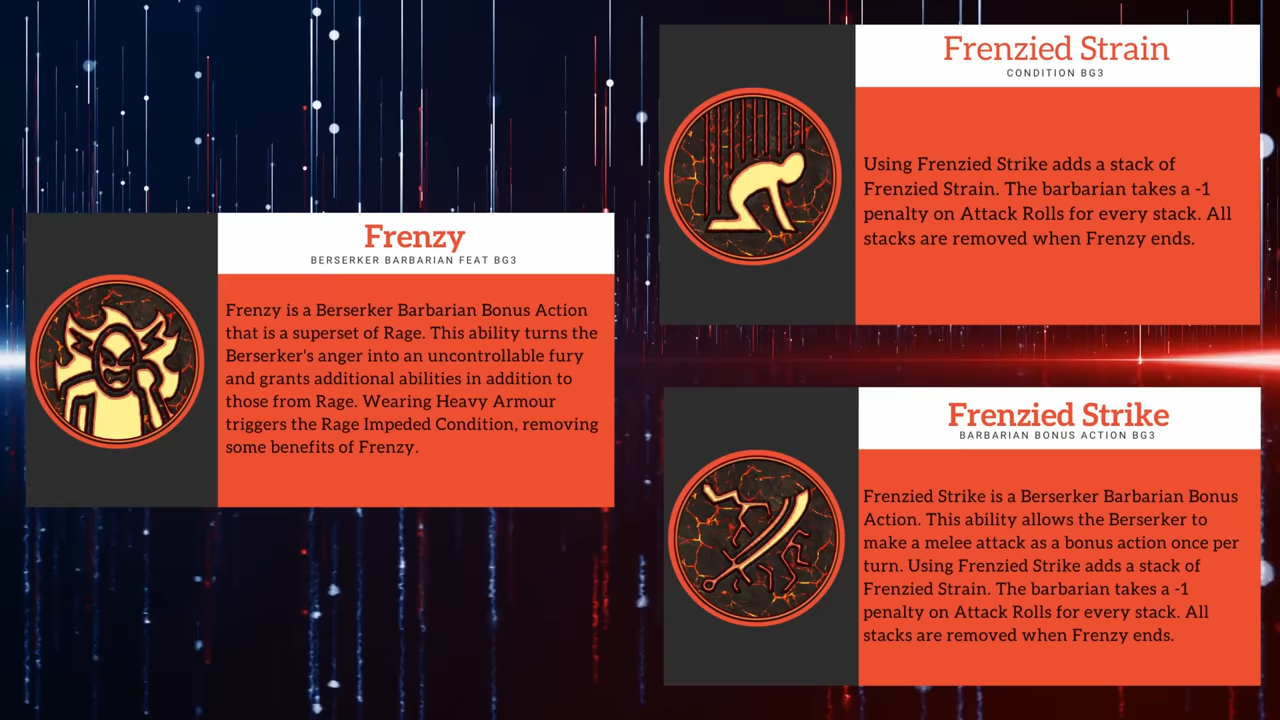 Frenzy
BERSERKER BARBARIAN FEAT BG3
Frenzy is a Berserker Barbarian Bonus Action
that is a superset of Rage. This ability turns the
Berserker's anger into an uncontrollable fury
and grants additional abilities in addition to
those from Rage. Wearing Heavy Armour
triggers the Rage Impeded Condition, removing
some benefits of Frenzy.
Frenzied Strain
CONDITION BG3
Using Frenzied Strike adds a stack of
Frenzied Strain. The barbarian takes a -1
penalty on Attack Rolls for every stack. All
stacks are removed when Frenzy ends.
Frenzied Strike
BARBARIAN BONUS ACTION BG3
Frenzied Strike is a Berserker Barbarian Bonus
Action. This ability allows the Berserker to
make a melee attack as a bonus action once per
turn. Using Frenzied Strike adds a stack of
Frenzied Strain. The barbarian takes a -1
penalty on Attack Rolls for every stack. All
stacks are removed when Frenzy ends.